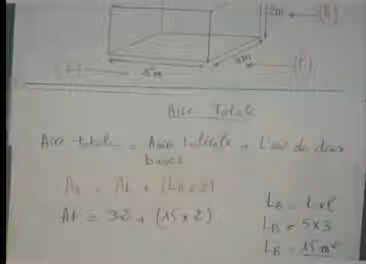 2m (h)
(L) 5m 3m (l)
Aire Totale
Aire totale = Aire latérale + L'aire de deux
bases
At = Al + (LB × 2)
At = 32 + (15 × 2)
LB = L × l
LB = 5 × 3
LB = 15 m²